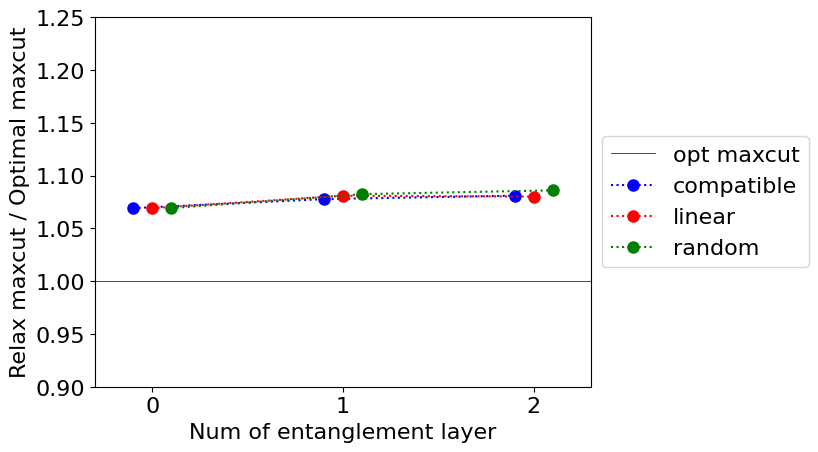 Relax maxcut / Optimal maxcut
1.25
1.20
1.15
1.10
1.05
1.00
0.95
0.90
0
1
2
Num of entanglement layer
opt maxcut
compatible
linear
random